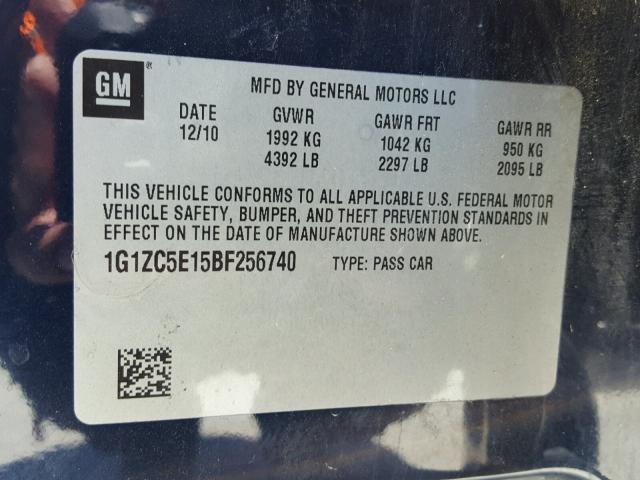 GM
MFD BY GENERAL MOTORS LLC
DATE GVWR GAWR FRT GAWR RR
12/10 1992 KG 1042 KG 950 KG
4392 LB 2297 LB 2095 LB
THIS VEHICLE CONFORMS TO ALL APPLICABLE U.S. FEDERAL MOTOR
VEHICLE SAFETY, BUMPER, AND THEFT PREVENTION STANDARDS IN
EFFECT ON THE DATE OF MANUFACTURE SHOWN ABOVE.
1G1ZC5E15BF256740 TYPE: PASS CAR